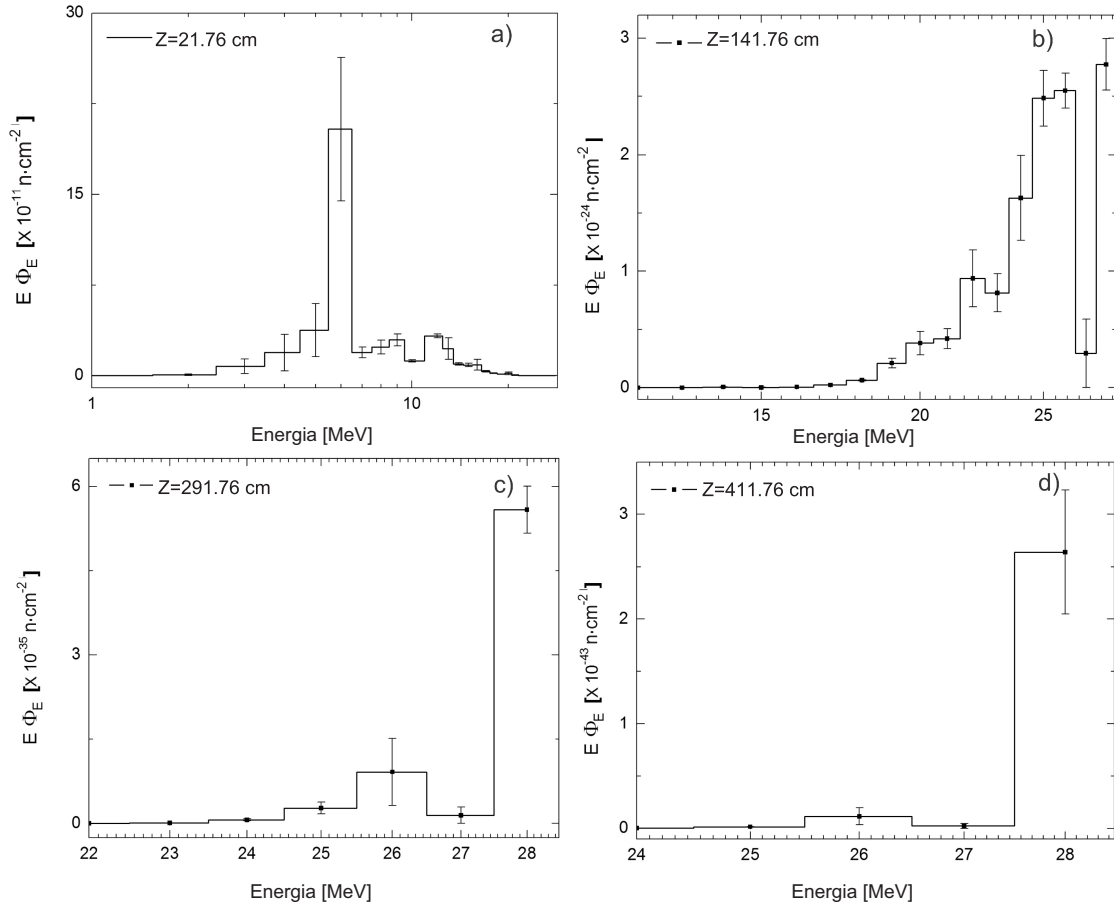 30
15
0
1
10
Z=21.76 cm
a)
E Φ_E [x 10^-11 n·cm^-2]
Energia [MeV]
3
2
1
0
15
20
25
Z=141.76 cm
b)
E Φ_E [x 10^-24 n·cm^-2]
Energia [MeV]
6
3
0
22
23
24
25
26
27
28
Z=291.76 cm
c)
E Φ_E [x 10^-35 n·cm^-2]
Energia [MeV]
3
2
1
0
24
25
26
27
28
Z=411.76 cm
d)
E Φ_E [x 10^-43 n·cm^-2]
Energia [MeV]